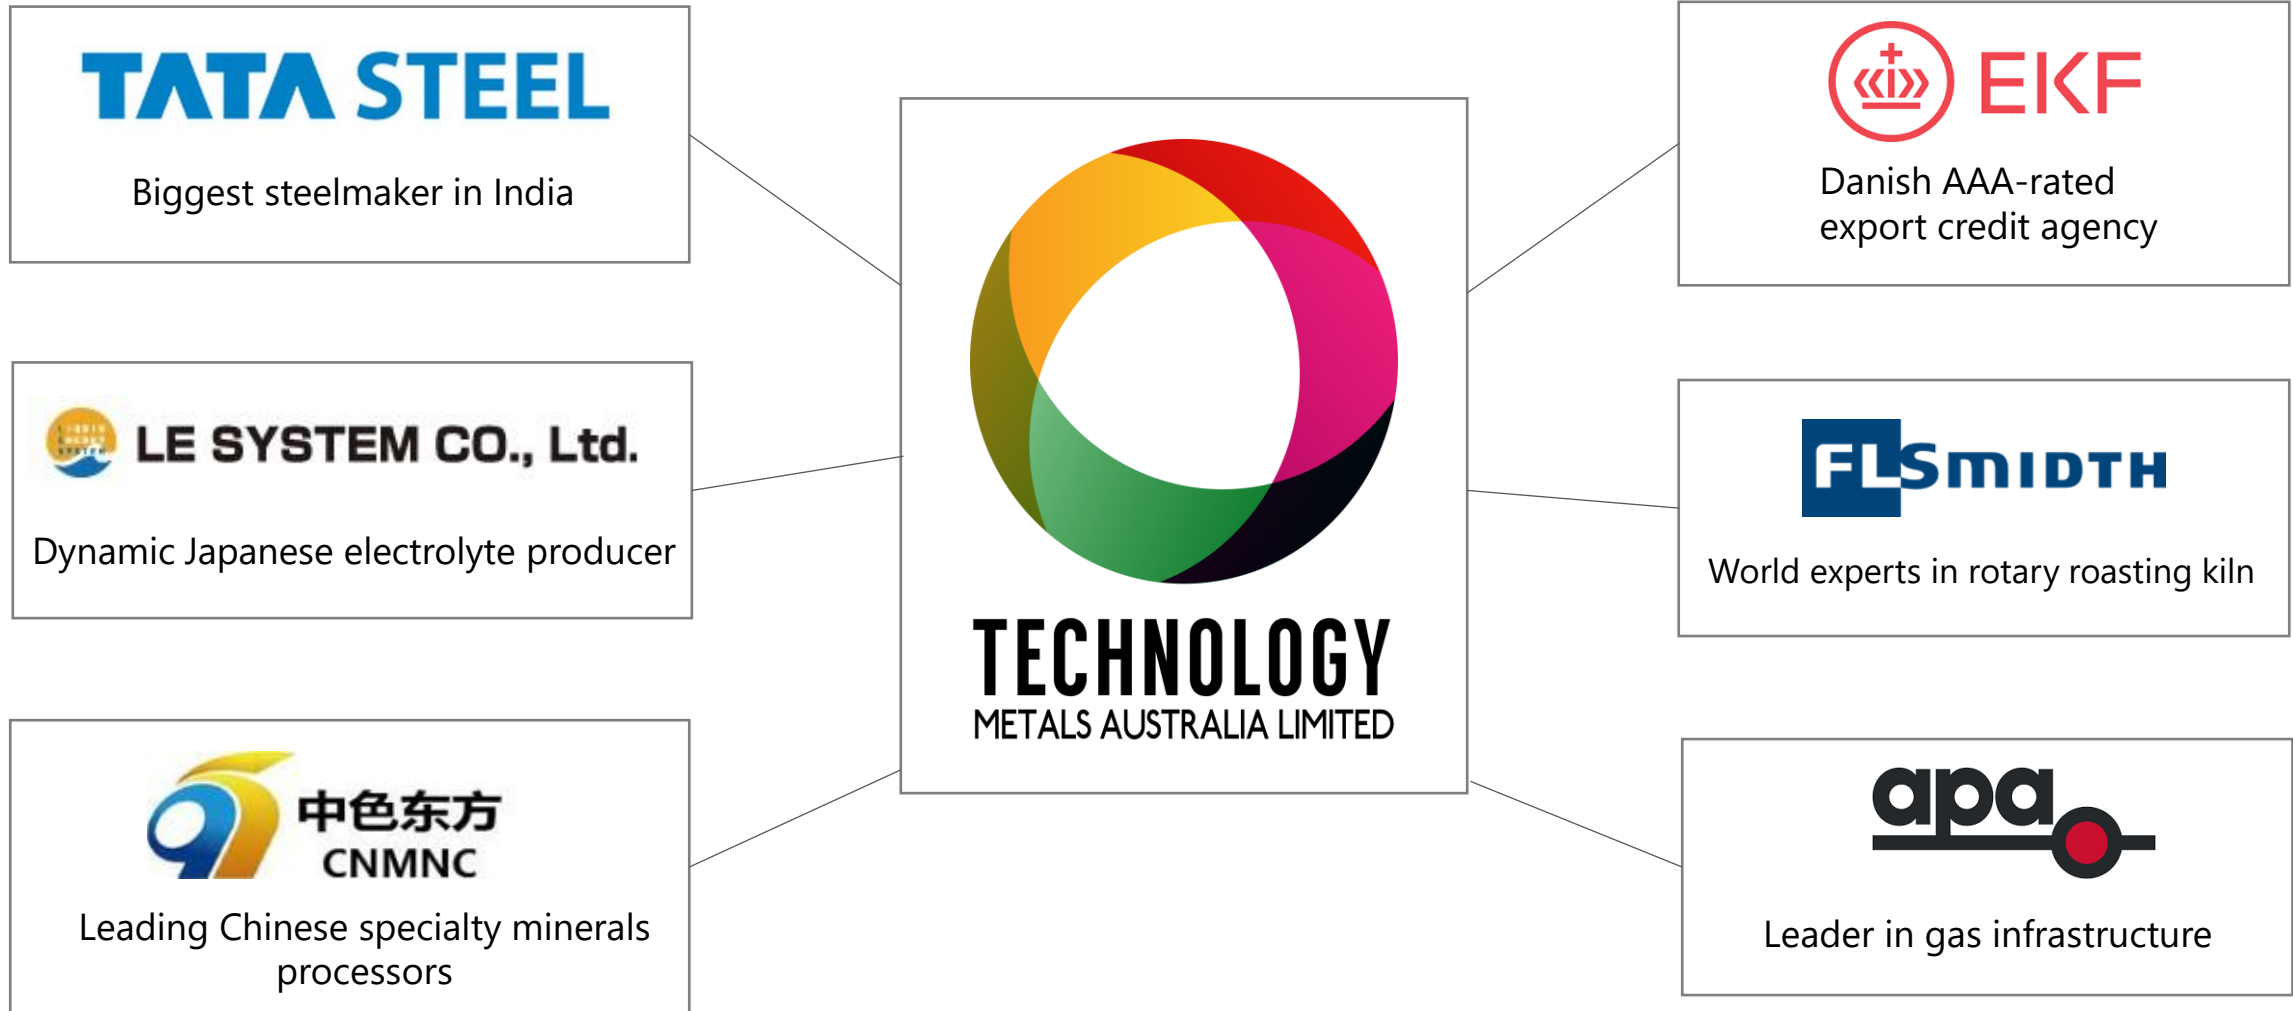 TATA STEEL
Biggest steelmaker in India
LE SYSTEM CO., Ltd.
Dynamic Japanese electrolyte producer
中色东方
CNMNC
Leading Chinese specialty minerals
processors
TECHNOLOGY
METALS AUSTRALIA LIMITED
EKF
Danish AAA-rated
export credit agency
FLSMIDTH
World experts in rotary roasting kiln
apa
Leader in gas infrastructure